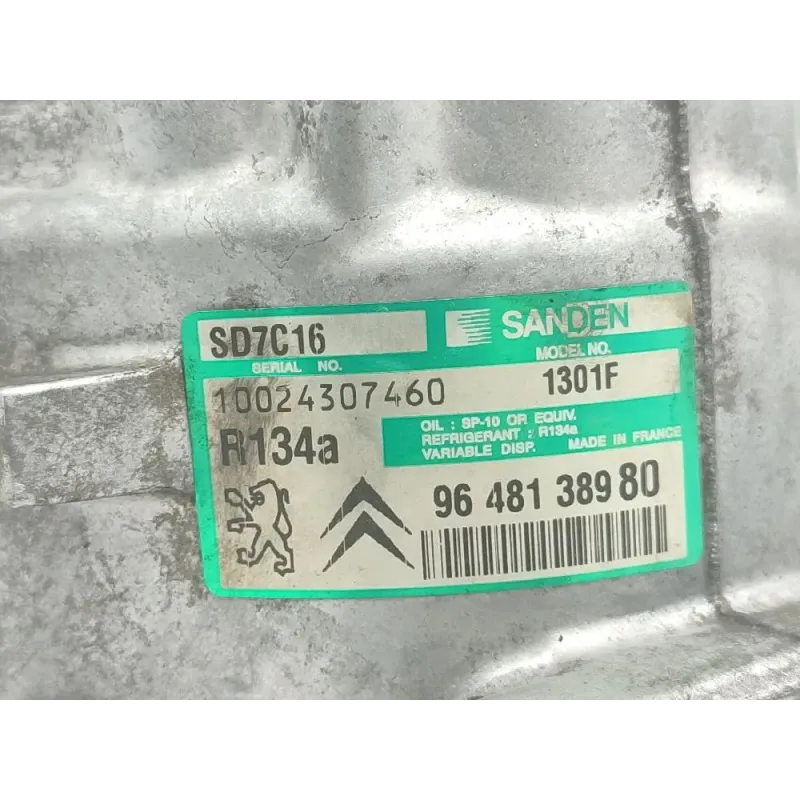 SD7C16
SANDEN
SERIAL NO.
MODEL NO.
10024307460
1301F
R134a
OIL : SP-10 OR EQUIV.
REFRIGERANT : R134a
VARIABLE DISP. MADE IN FRANCE
96 481 389 80